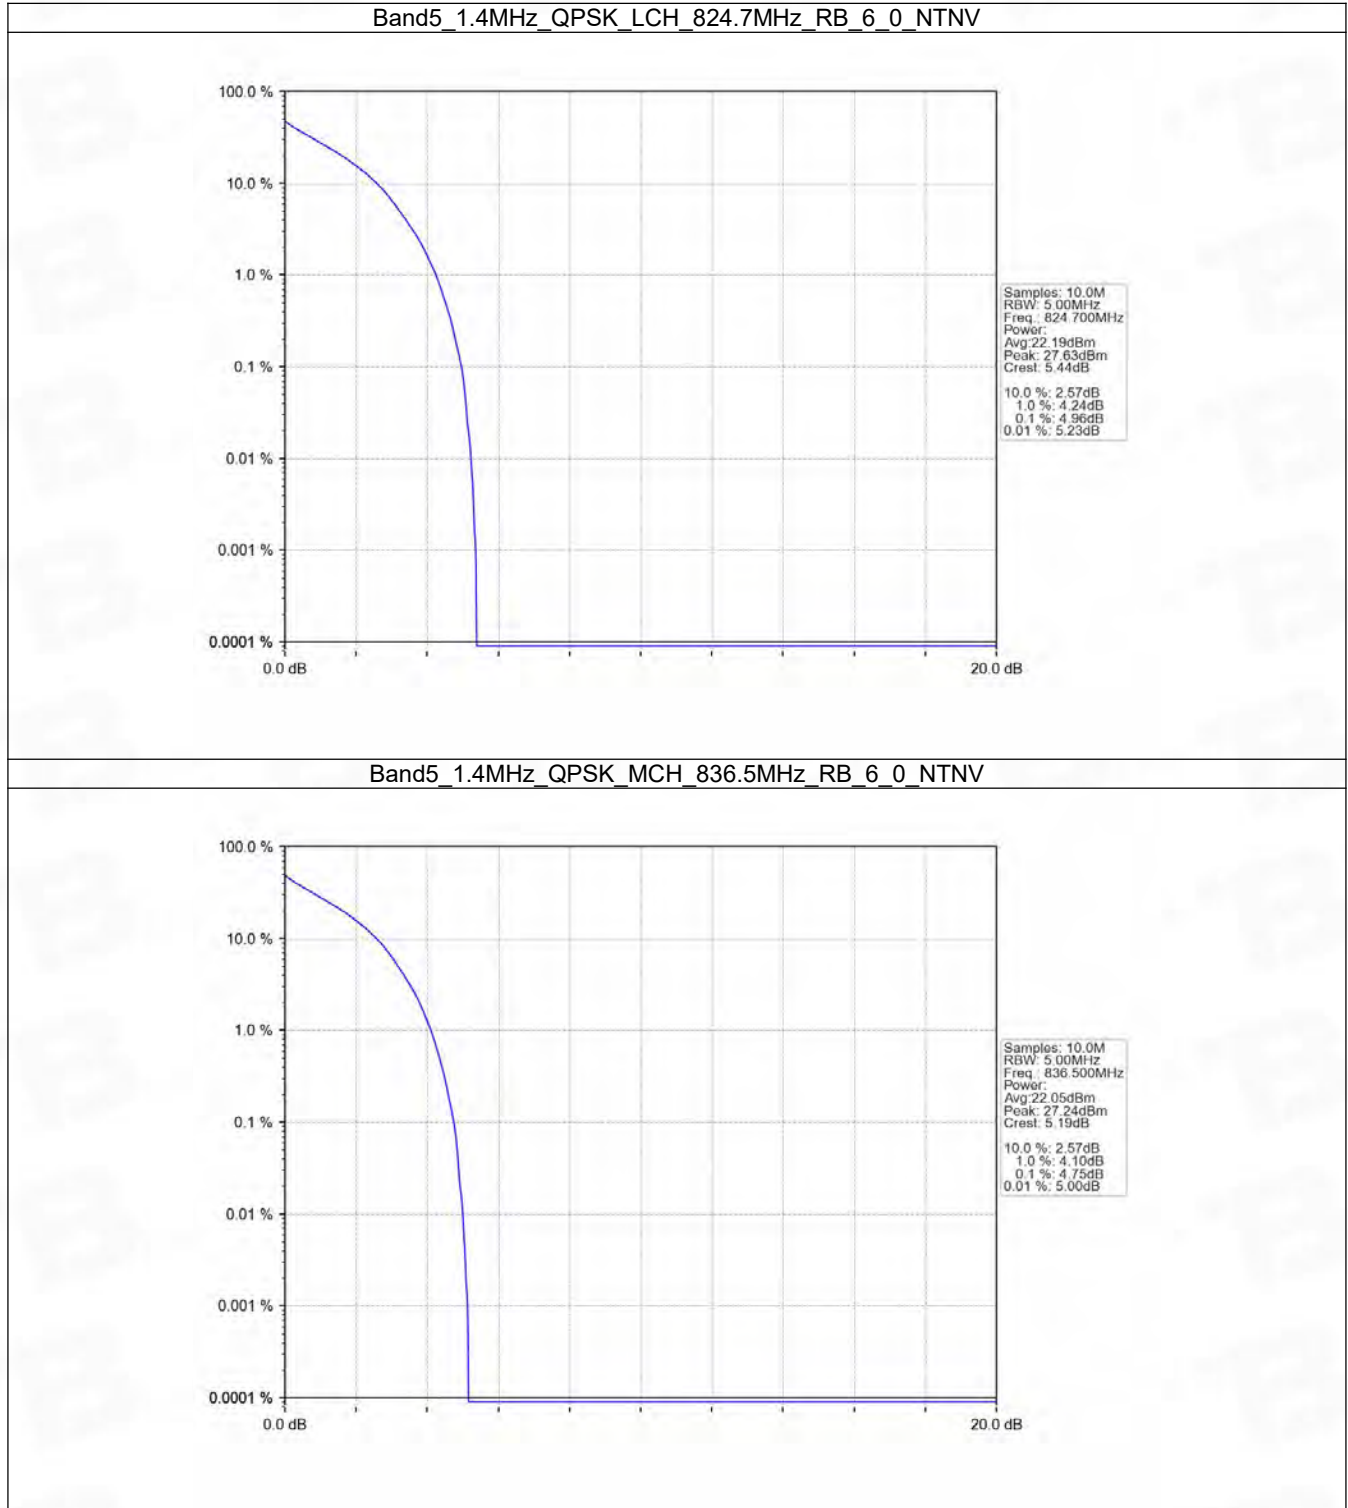 Band5_1.4MHz_QPSK_LCH_824.7MHz_RB_6_0_NTNV
100.0 %
10.0 %
1.0 %
0.1 %
0.01 %
0.001 %
0.0001 %
0.0 dB
20.0 dB
Samples: 10.0M
RBW: 5.00MHz
Freq.: 824.700MHz
Power:
Avg:22.19dBm
Peak: 27.63dBm
Crest: 5.44dB
10.0 %: 2.57dB
1.0 %: 4.24dB
0.1 %: 4.96dB
0.01 %: 5.23dB
Band5_1.4MHz_QPSK_MCH_836.5MHz_RB_6_0_NTNV
100.0 %
10.0 %
1.0 %
0.1 %
0.01 %
0.001 %
0.0001 %
0.0 dB
20.0 dB
Samples: 10.0M
RBW: 5.00MHz
Freq.: 836.500MHz
Power:
Avg:22.05dBm
Peak: 27.24dBm
Crest: 5.19dB
10.0 %: 2.57dB
1.0 %: 4.10dB
0.1 %: 4.75dB
0.01 %: 5.00dB